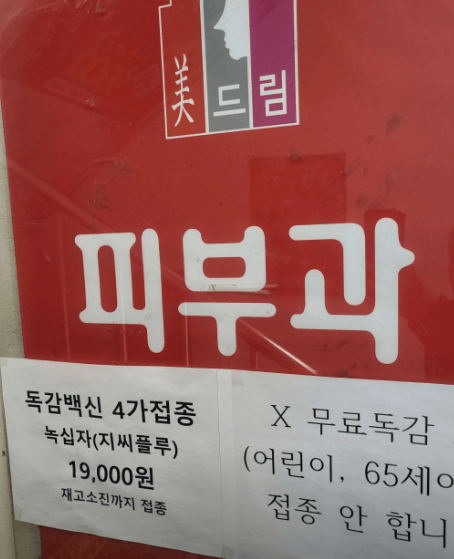 美드림
피부과
독감백신 4가접종
녹십자(지씨플루)
19,000원
재고소진까지 접종
X 무료독감
(어린이, 65세이
접종 안 합니